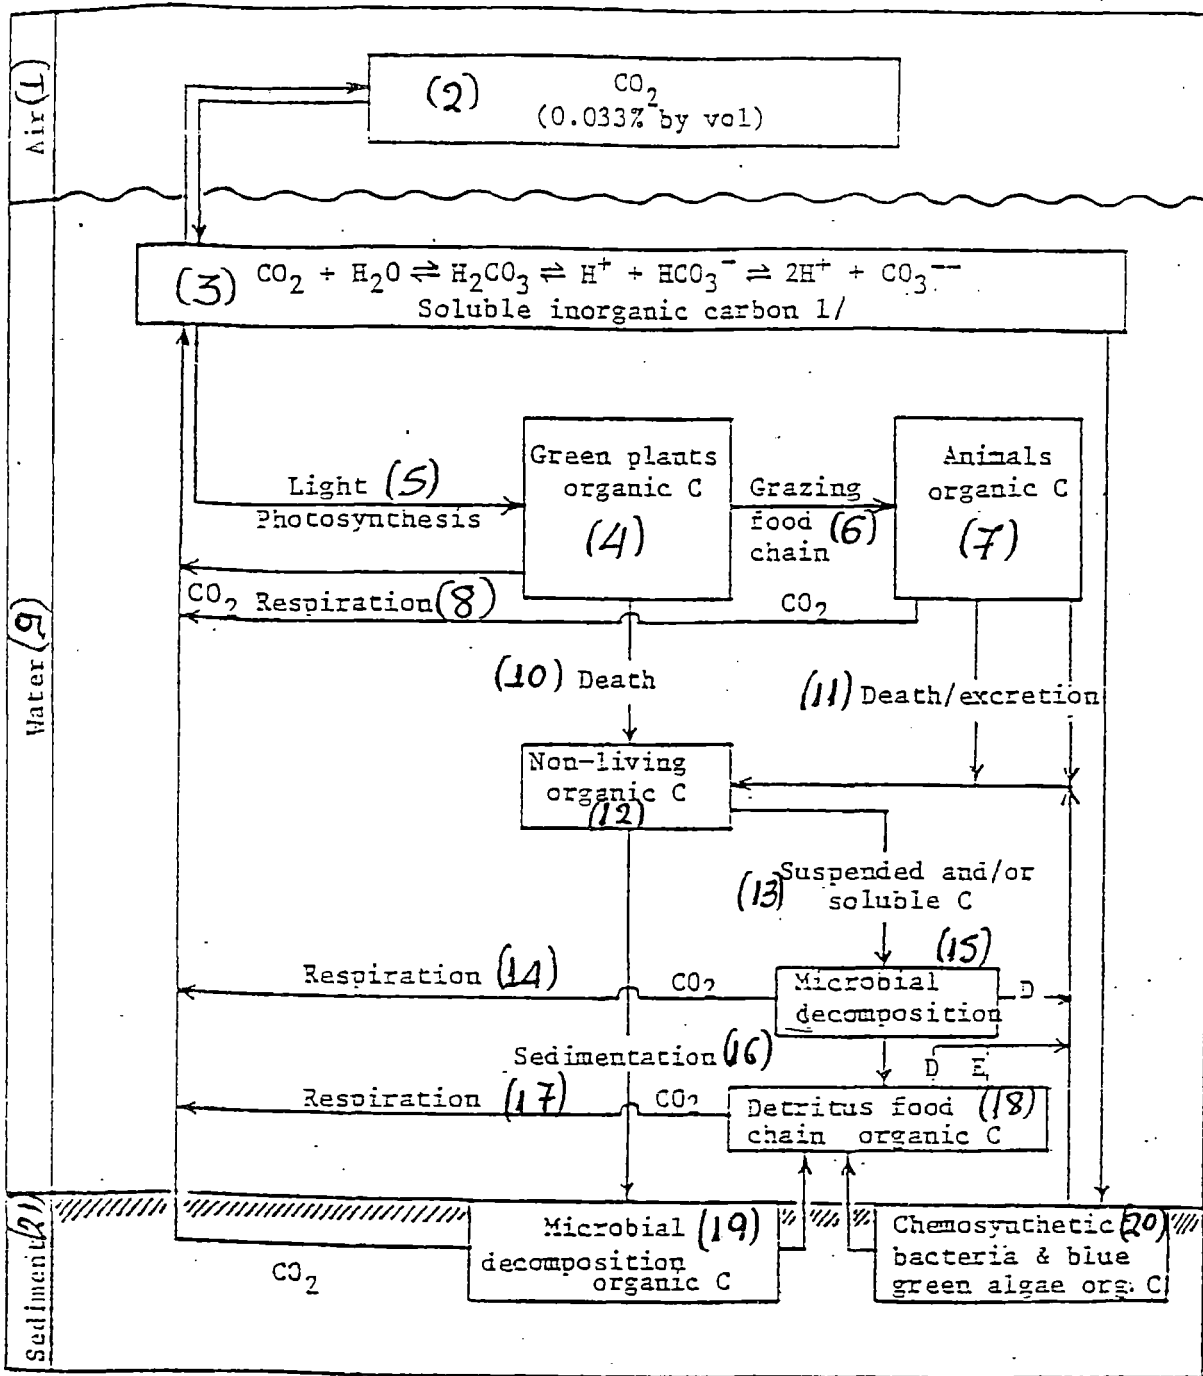 Air (1)
(2) CO2
(0.033% by vol)
(3) CO2 + H2O ⇌ H2CO3 ⇌ H+ + HCO3- ⇌ 2H+ + CO3--
Soluble inorganic carbon 1/
Water (9)
Light (5)
Photosynthesis
Green plants
organic C
(4)
Grazing
food (6)
chain
Animals
organic C
(7)
CO2 Respiration (8)
CO2
(10) Death
(11) Death/excretion
Non-living
organic C
(12)
(13) Suspended and/or
soluble C
Respiration (14)
CO2
(15)
Microbial
decomposition
D
Sedimentation (16)
D E
Respiration (17)
CO2
Detritus food (18)
chain organic C
Sediment (21)
CO2
Microbial (19)
decomposition
organic C
Chemosynthetic (20)
bacteria & blue
green algae org. C